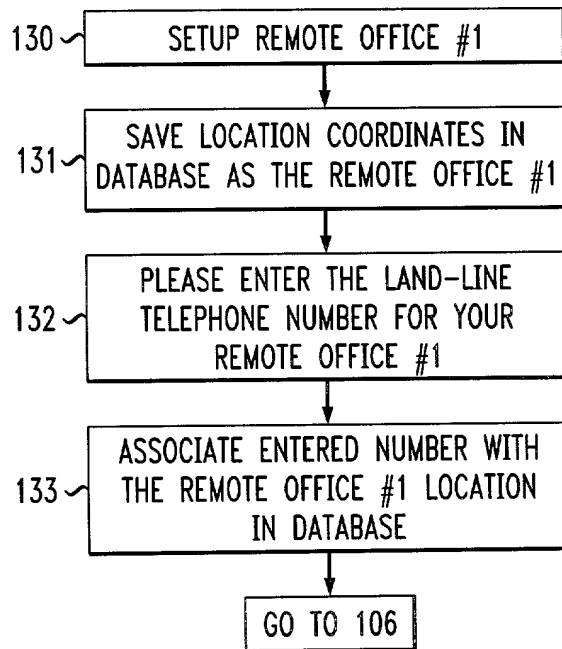 130
SETUP REMOTE OFFICE #1
131
SAVE LOCATION COORDINATES IN
DATABASE AS THE REMOTE OFFICE #1
132
PLEASE ENTER THE LAND-LINE
TELEPHONE NUMBER FOR YOUR
REMOTE OFFICE #1
133
ASSOCIATE ENTERED NUMBER WITH
THE REMOTE OFFICE #1 LOCATION
IN DATABASE
GO TO 106